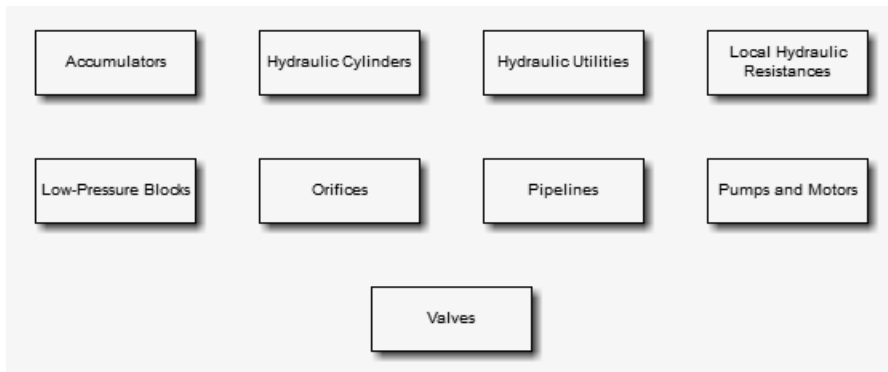 Accumulators
Hydraulic Cylinders
Hydraulic Utilities
Local Hydraulic
Resistances
Low-Pressure Blocks
Orifices
Pipelines
Pumps and Motors
Valves